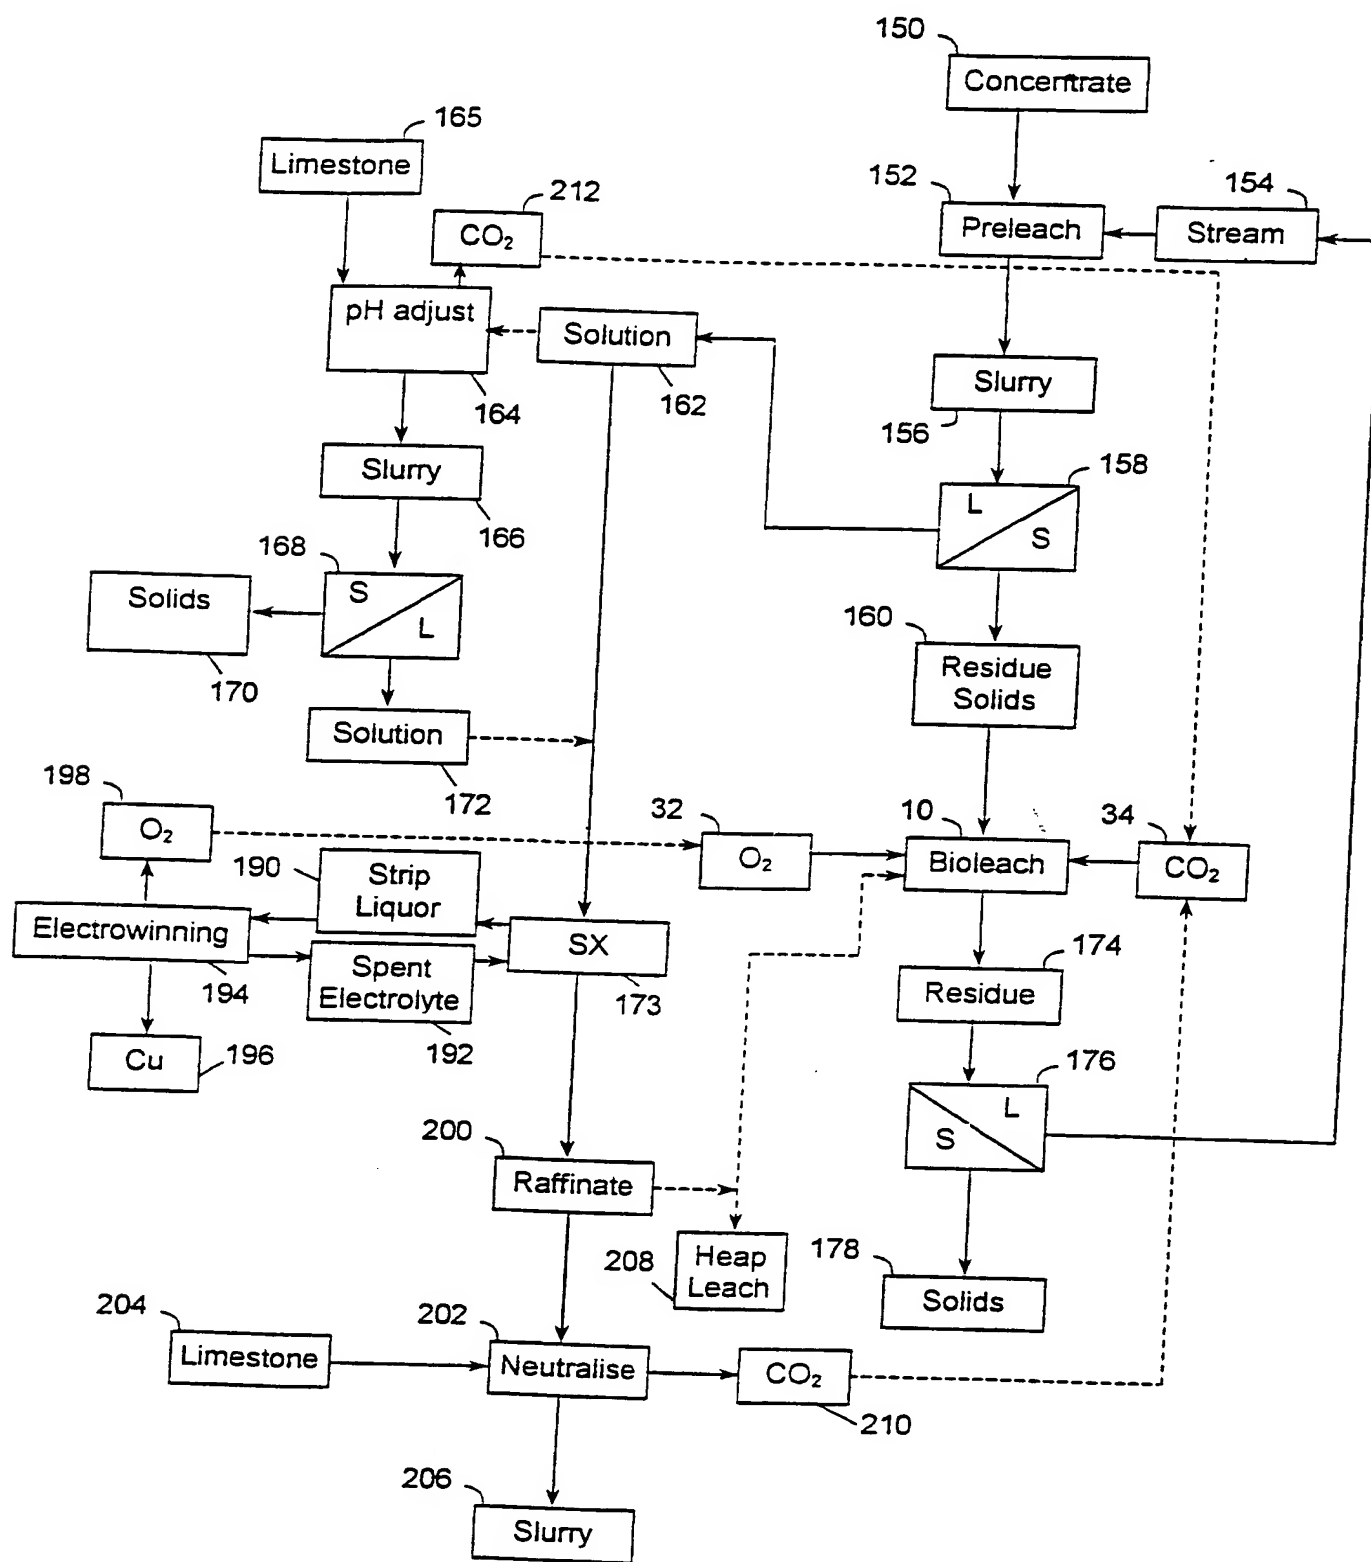 150
Concentrate
165
Limestone
212
CO₂
152
Preleach
154
Stream
pH adjust
164
Solution
162
Slurry
156
Slurry
166
L
S
158
168
S
L
Solids
170
160
Residue
Solids
Solution
172
198
O₂
32
O₂
10
Bioleach
34
CO₂
190
Strip
Liquor
Electrowinning
194
SX
173
Spent
Electrolyte
192
174
Residue
Cu
196
176
L
S
200
Raffinate
208
Heap
Leach
178
Solids
204
Limestone
202
Neutralise
CO₂
210
206
Slurry